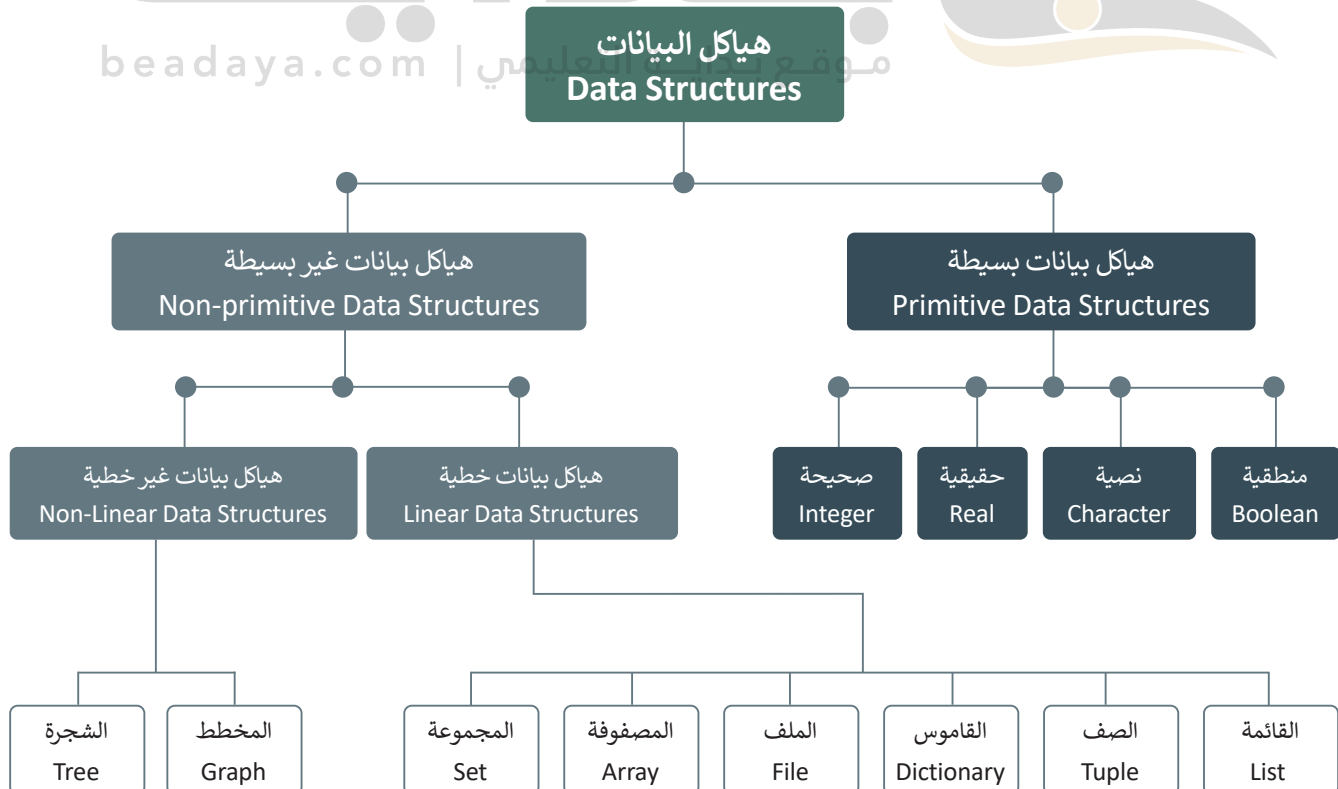 beadaya.com | موقع بداية التعليمي
هياكل البيانات
Data Structures
هياكل بيانات بسيطة
Primitive Data Structures
هياكل بيانات غير بسيطة
Non-primitive Data Structures
منطقية
Boolean
نصية
Character
حقيقية
Real
صحيحة
Integer
هياكل بيانات خطية
Linear Data Structures
هياكل بيانات غير خطية
Non-Linear Data Structures
القائمة
List
الصف
Tuple
القاموس
Dictionary
الملف
File
المصفوفة
Array
المجموعة
Set
المخطط
Graph
الشجرة
Tree